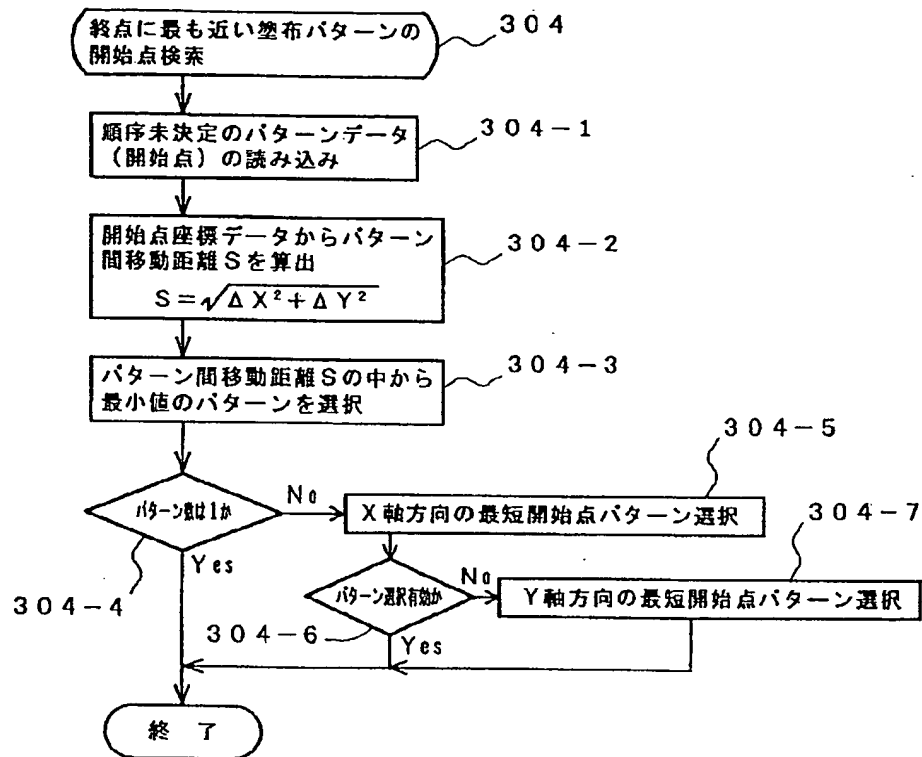 終点に最も近い塗布パターンの
開始点検索
304
順序未決定のパターンデータ
(開始点)の読み込み
304-1
開始点座標データからパターン
間移動距離Sを算出
S=√ΔX²+ΔY²
304-2
パターン間移動距離Sの中から
最小値のパターンを選択
304-3
パターン数は1か
No
Yes
304-4
X軸方向の最短開始点パターン選択
304-5
パターン選択有効か
No
Yes
304-6
Y軸方向の最短開始点パターン選択
304-7
終了